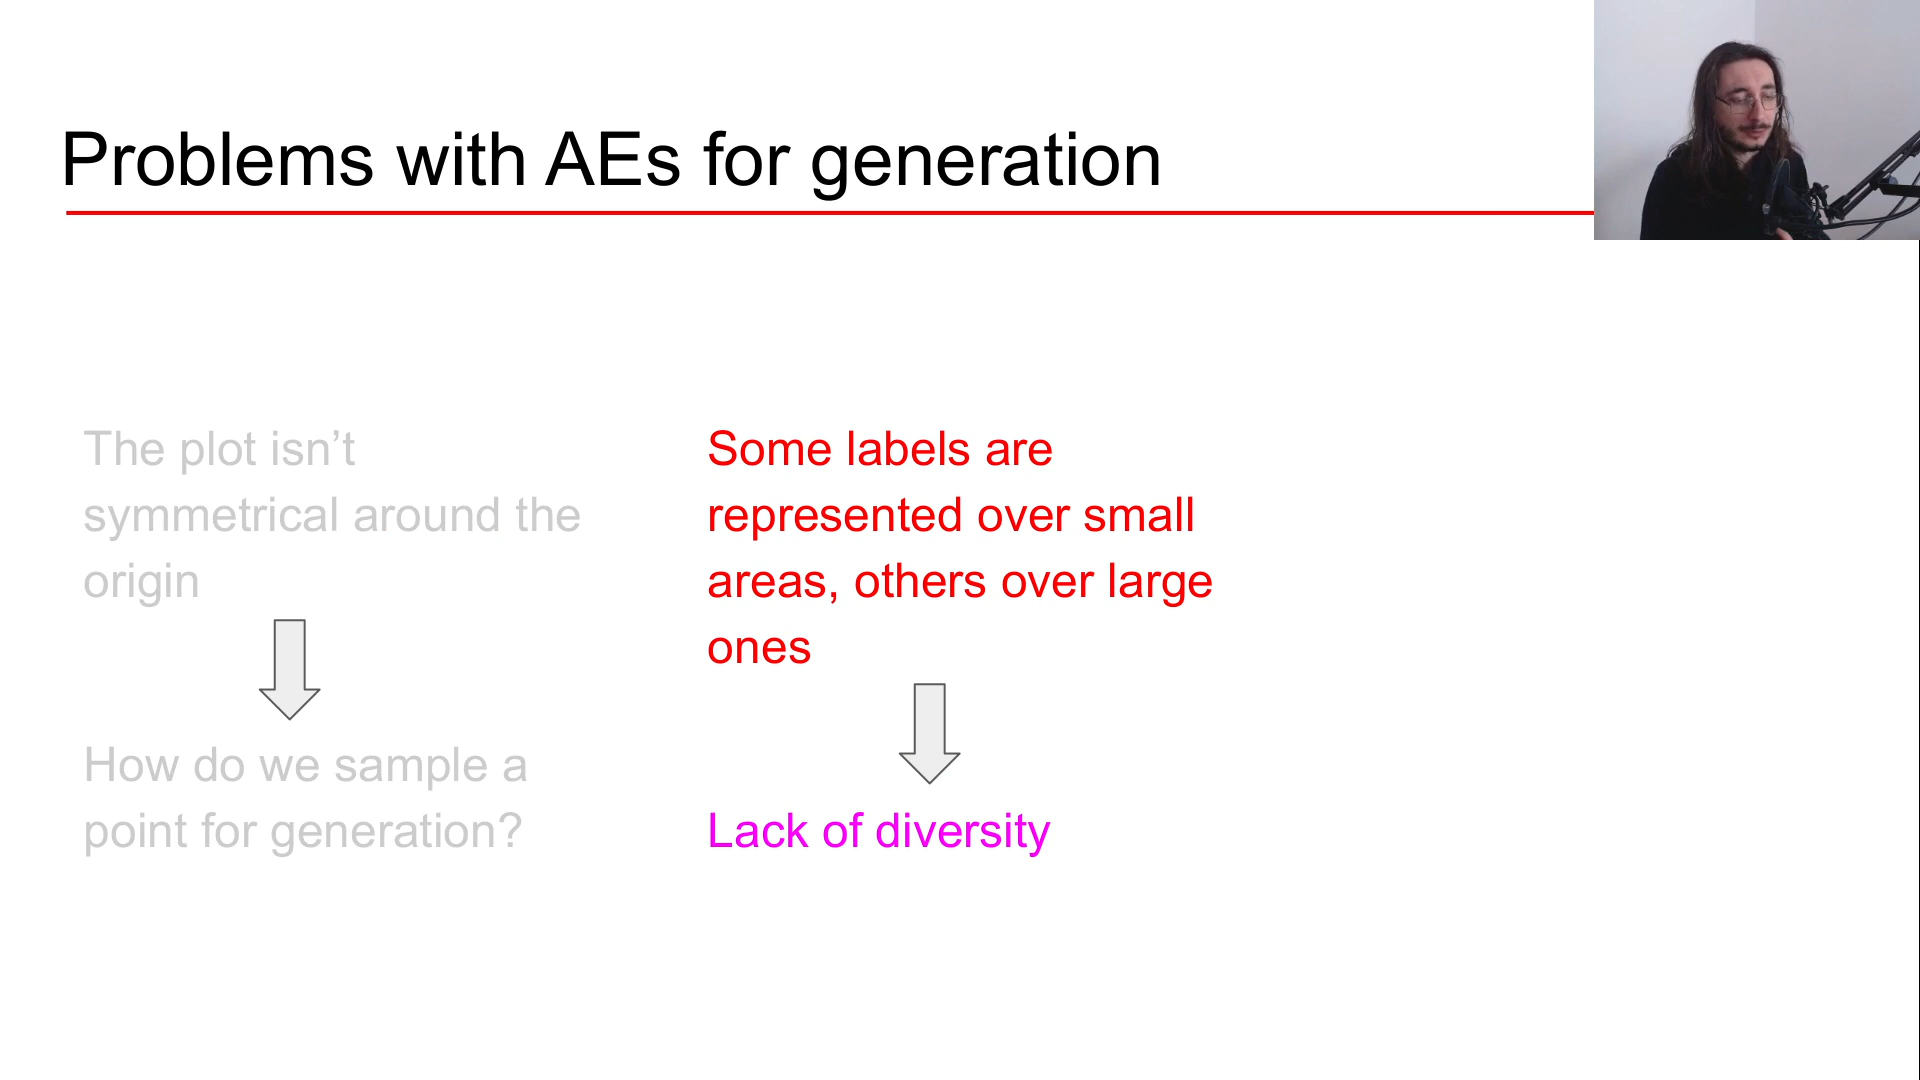 Problems with AEs for generation
The plot isn’t
symmetrical around the
origin
How do we sample a
point for generation?
Some labels are
represented over small
areas, others over large
ones
Lack of diversity